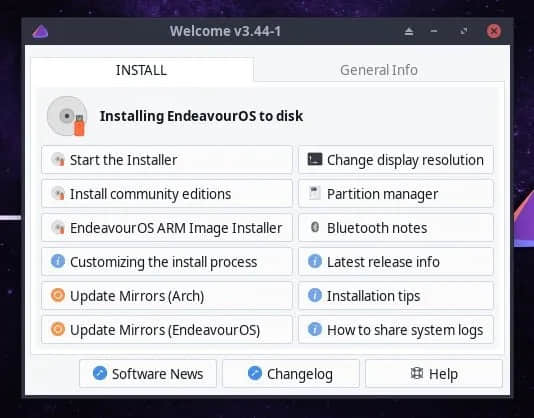 Welcome v3.44-1
INSTALL
General Info
Installing EndeavourOS to disk
Start the Installer
Change display resolution
Install community editions
Partition manager
EndeavourOS ARM Image Installer
Bluetooth notes
Customizing the install process
Latest release info
Update Mirrors (Arch)
Installation tips
Update Mirrors (EndeavourOS)
How to share system logs
Software News
Changelog
Help